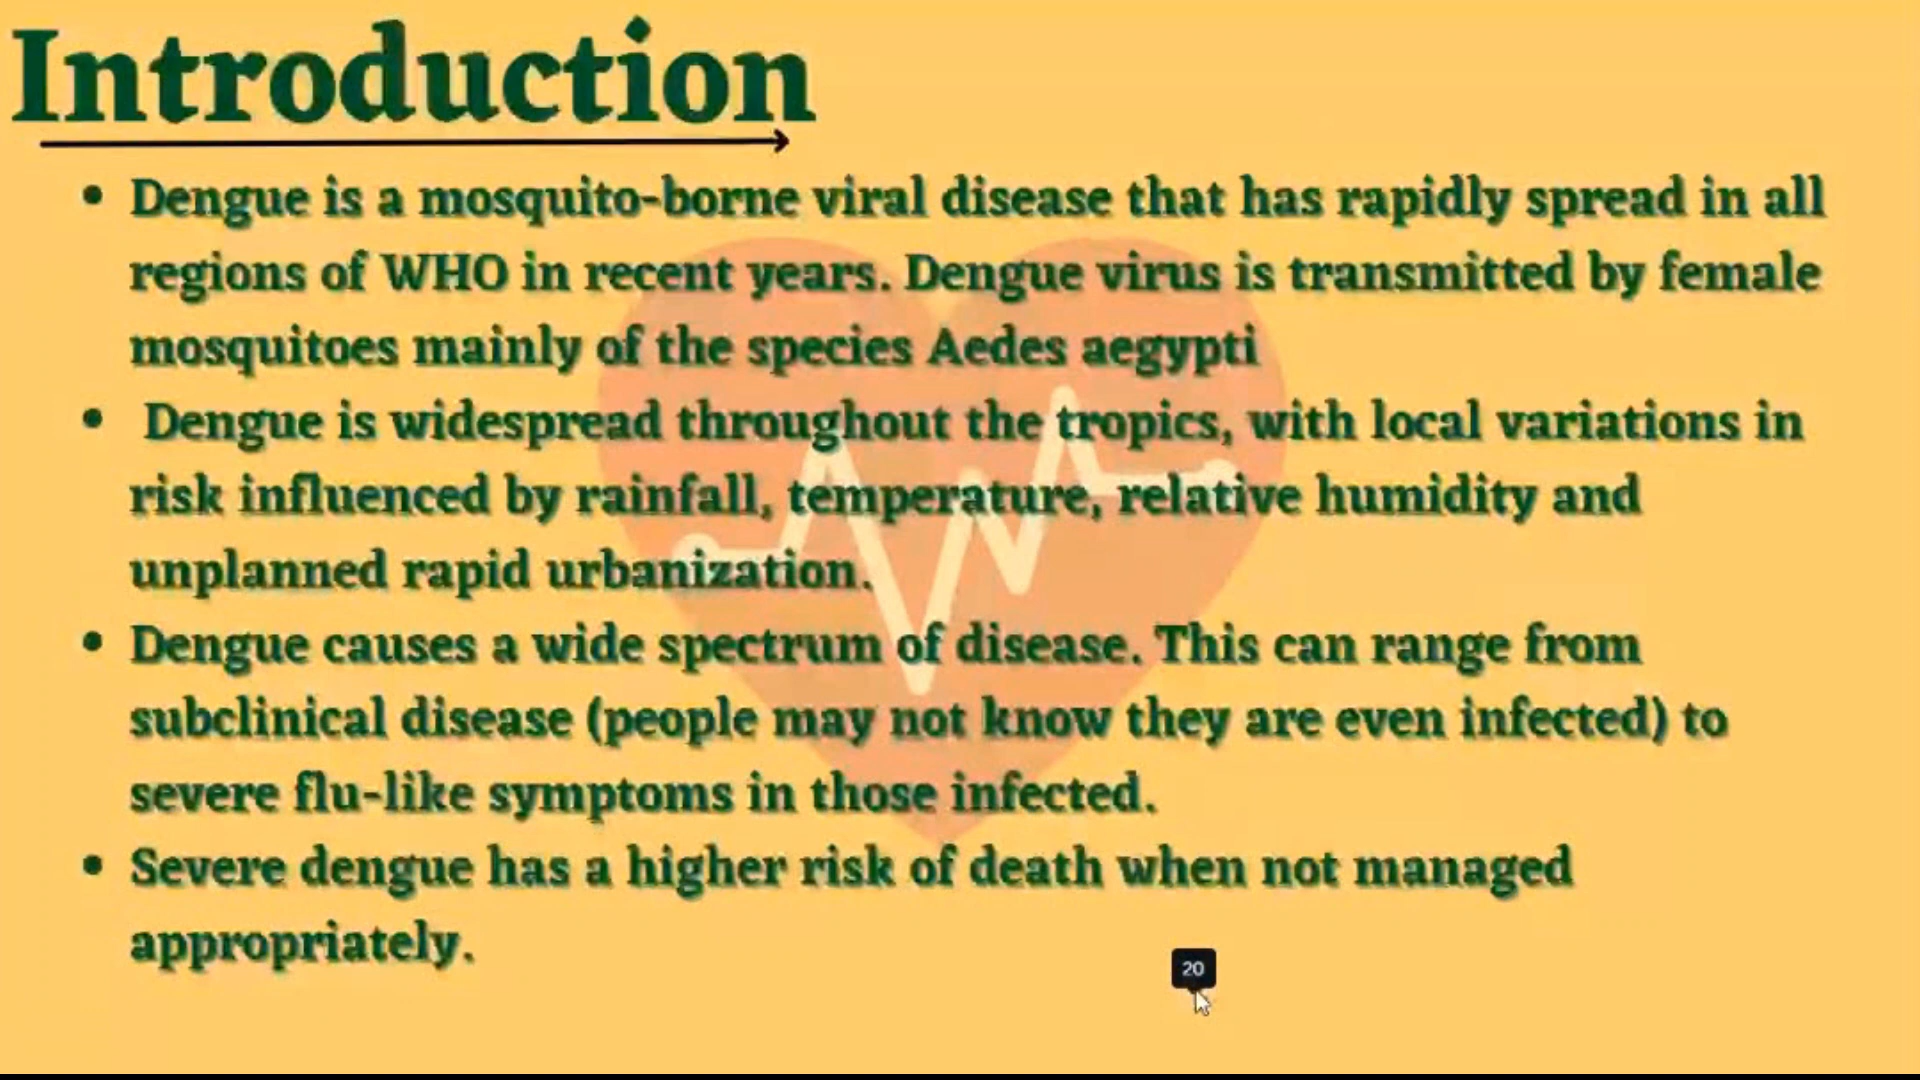 Introduction
• Dengue is a mosquito-borne viral disease that has rapidly spread in all
regions of WHO in recent years. Dengue virus is transmitted by female
mosquitoes mainly of the species Aedes aegypti
• Dengue is widespread throughout the tropics, with local variations in
risk influenced by rainfall, temperature, relative humidity and
unplanned rapid urbanization.
• Dengue causes a wide spectrum of disease. This can range from
subclinical disease (people may not know they are even infected) to
severe flu-like symptoms in those infected.
• Severe dengue has a higher risk of death when not managed
appropriately.
20